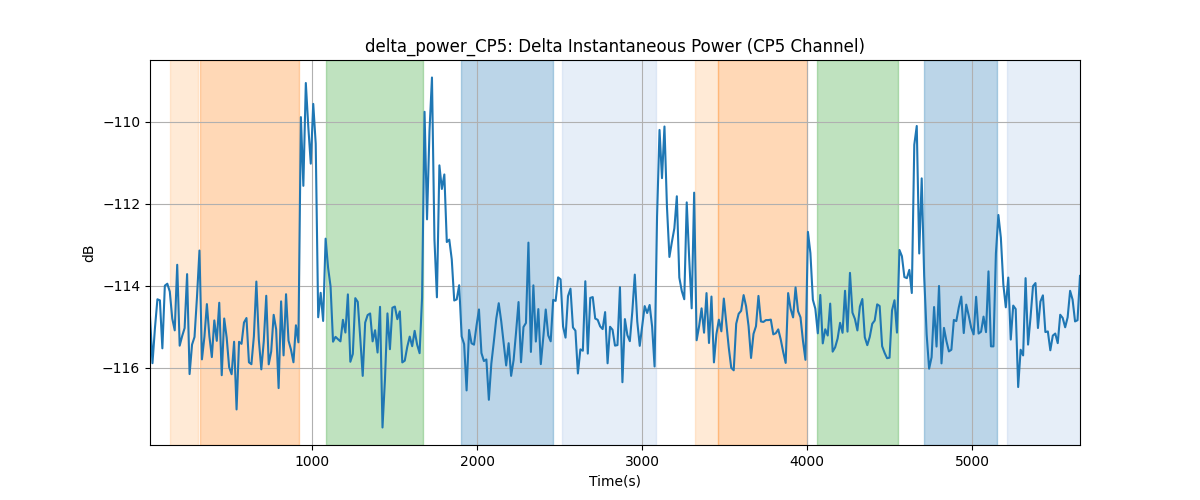 delta_power_CP5: Delta Instantaneous Power (CP5 Channel)
−110
−112
−114
−116
dB
1000 2000 3000 4000 5000
Time(s)